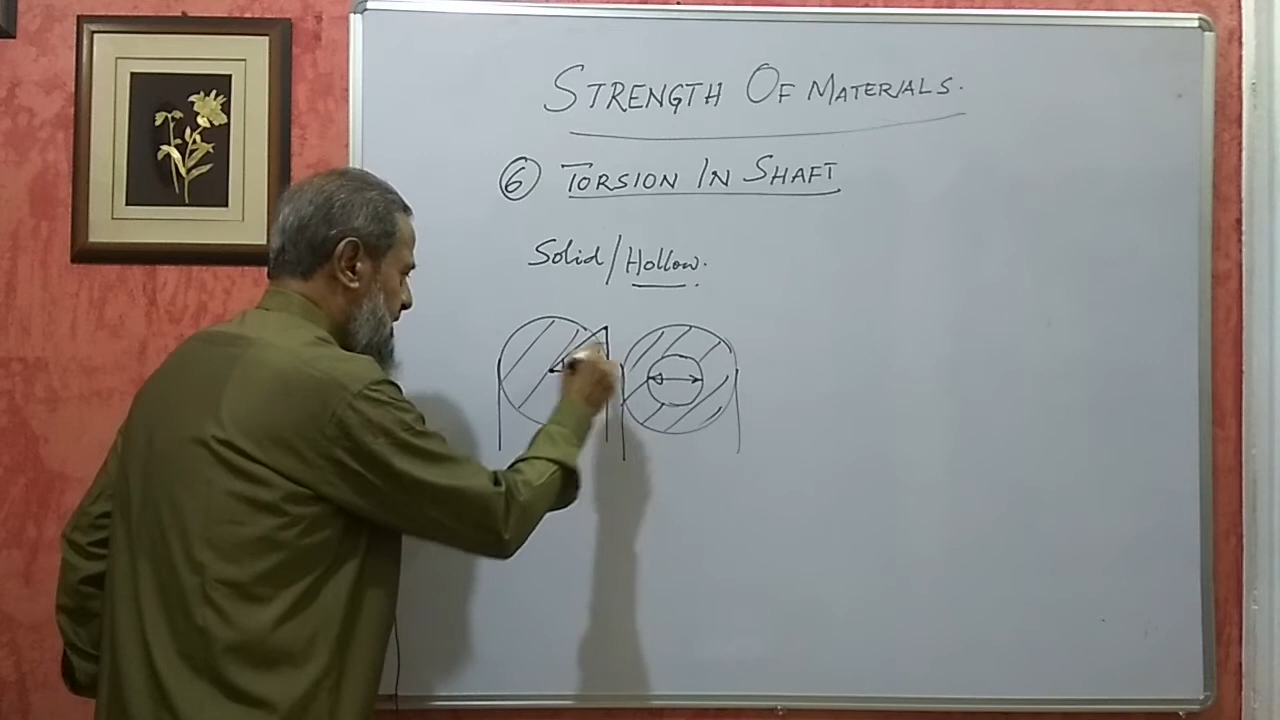 STRENGTH OF MATERIALS.
6 TORSION IN SHAFT
Solid/Hollow.